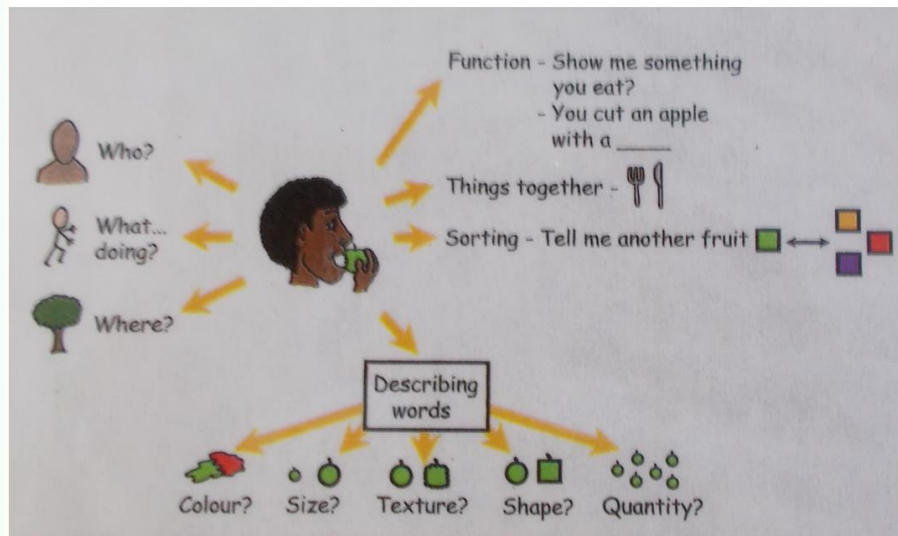 Function - Show me something
you eat?
- You cut an apple
with a _____
Who?
Things together -
What...
doing?
Sorting - Tell me another fruit
Where?
Describing
words
Colour?
Size?
Texture?
Shape?
Quantity?